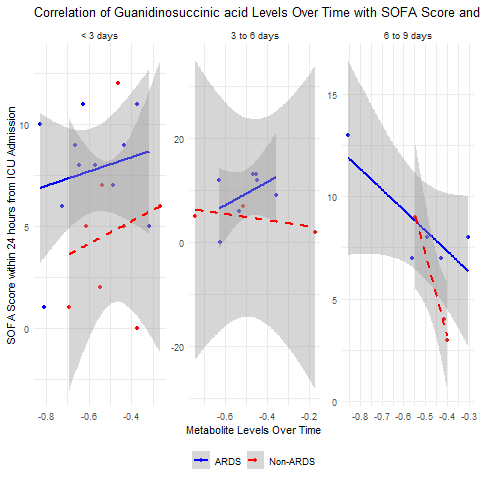 Correlation of Guanidinosuccinic acid Levels Over Time with SOFA Score and
< 3 days
3 to 6 days
6 to 9 days
SOFA Score within 24 hours from ICU Admission
10
5
0
20
0
-20
15
10
5
0
-0.8 -0.6 -0.4
-0.6 -0.4 -0.2
-0.8 -0.7 -0.6 -0.5 -0.4 -0.3
Metabolite Levels Over Time
ARDS Non-ARDS